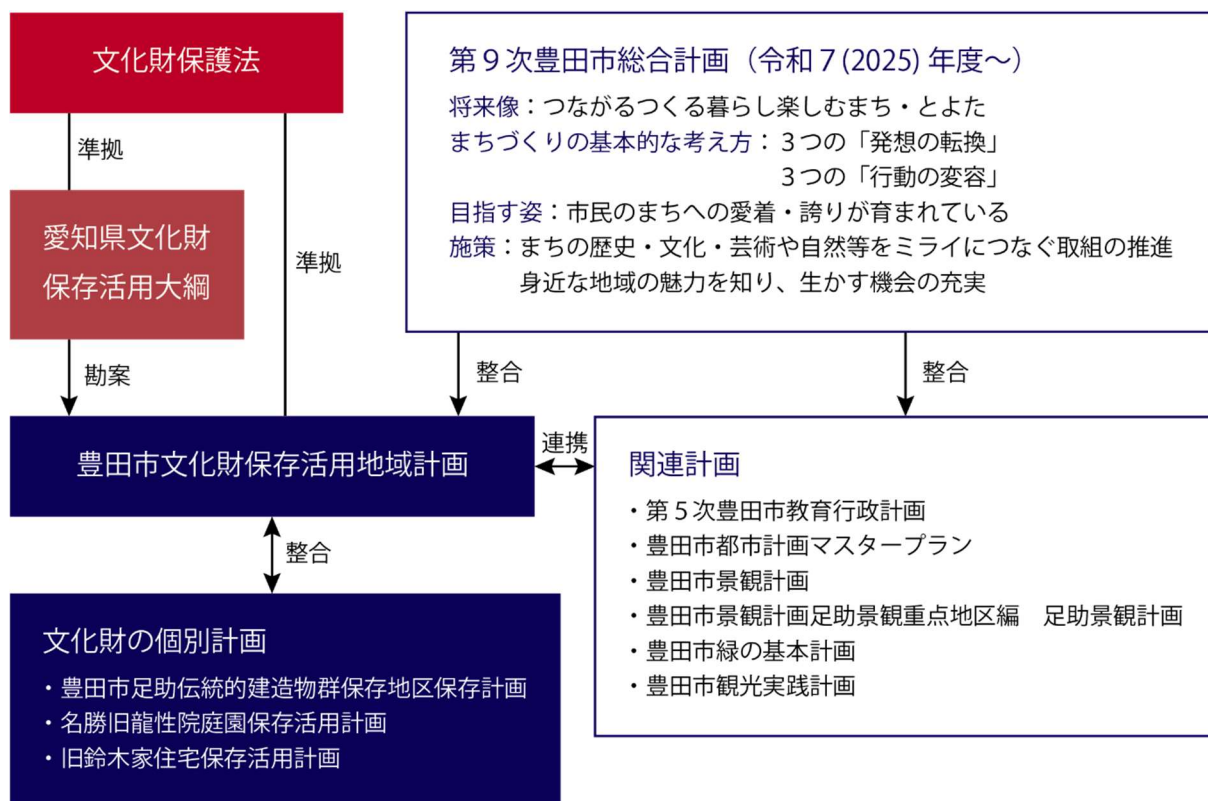 文化財保護法
準拠
愛知県文化財
保存活用大綱
準拠
勘案
第９次豊田市総合計画（令和７(2025) 年度～）
将来像：つながるつくる暮らし楽しむまち・とよた
まちづくりの基本的な考え方：３つの「発想の転換」
３つの「行動の変容」
目指す姿：市民のまちへの愛着・誇りが育まれている
施策：まちの歴史・文化・芸術や自然等をミライにつなぐ取組の推進
身近な地域の魅力を知り、生かす機会の充実
整合
整合
豊田市文化財保存活用地域計画
連携
関連計画
・第５次豊田市教育行政計画
・豊田市都市計画マスタープラン
・豊田市景観計画
・豊田市景観計画足助景観重点地区編　足助景観計画
・豊田市緑の基本計画
・豊田市観光実践計画
整合
文化財の個別計画
・豊田市足助伝統的建造物群保存地区保存計画
・名勝旧龍性院庭園保存活用計画
・旧鈴木家住宅保存活用計画